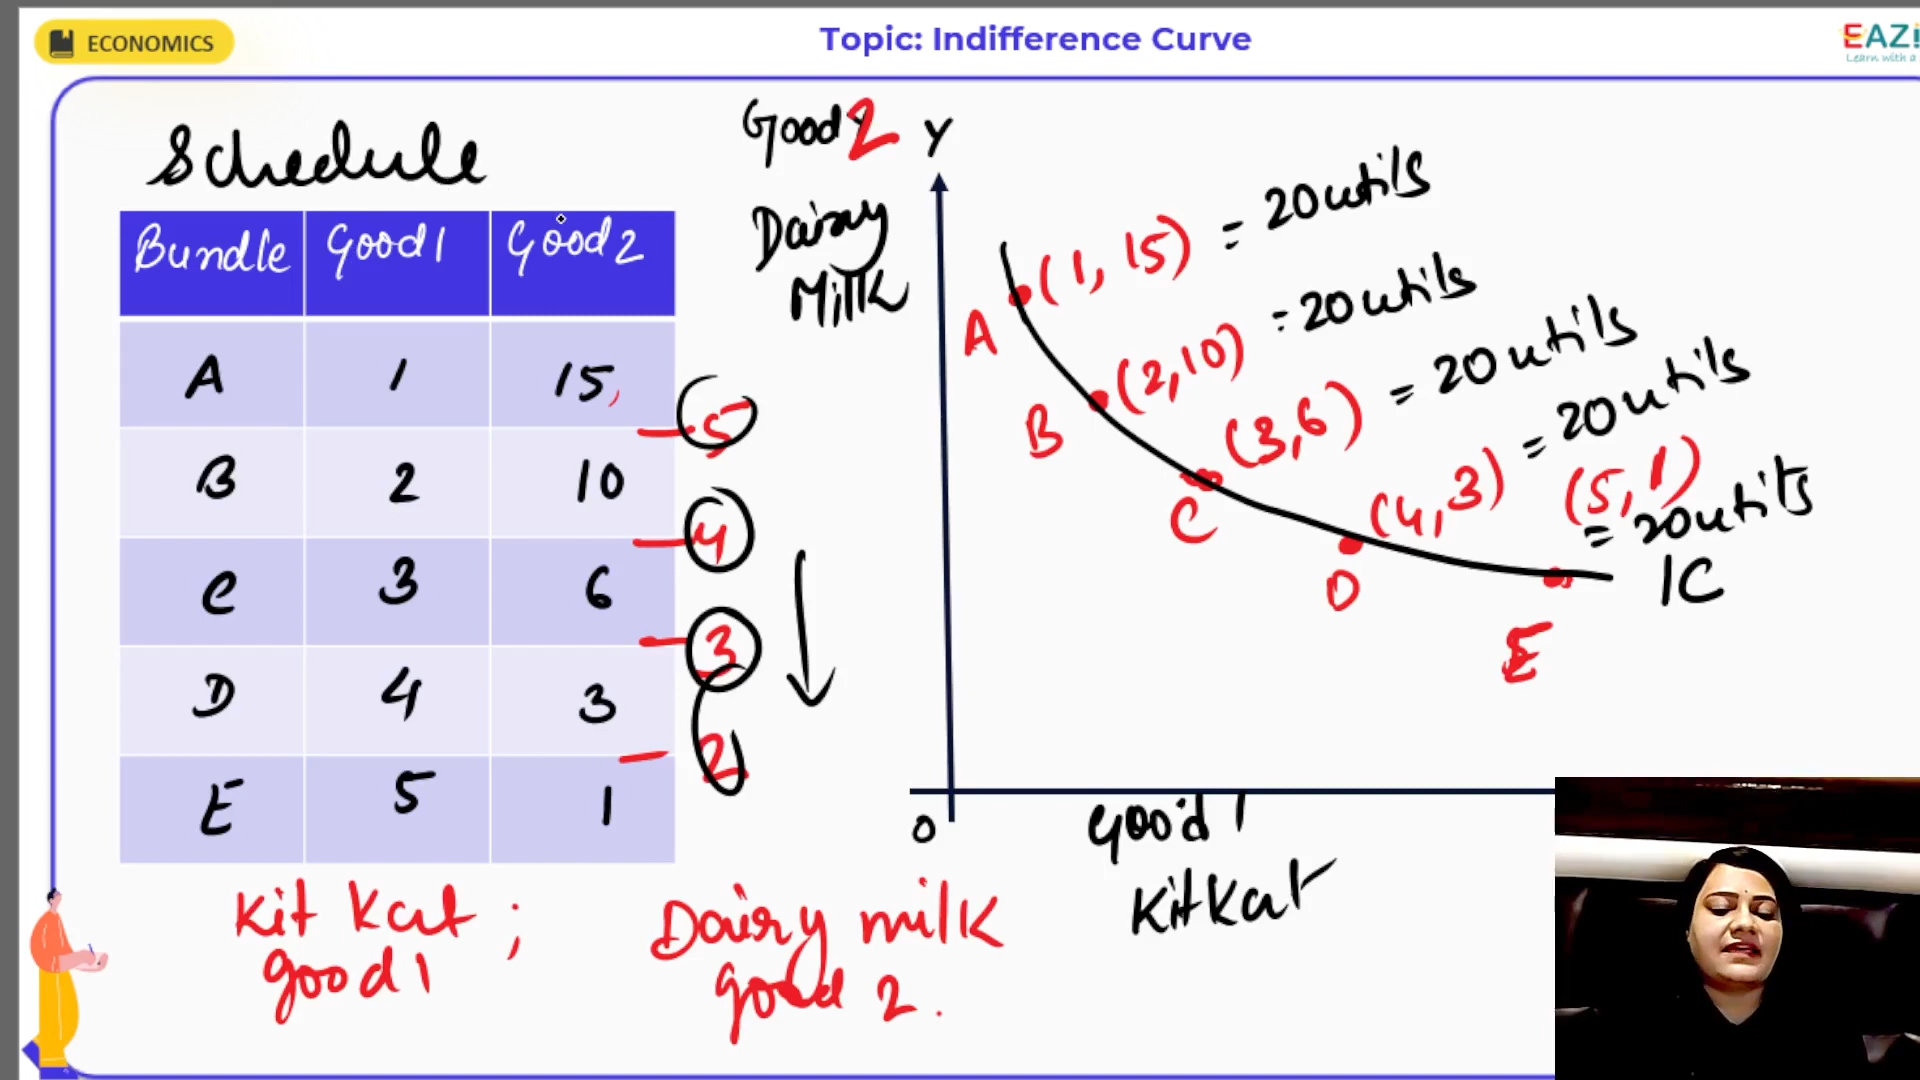 ECONOMICS
Topic: Indifference Curve
EAZ
Learn with a
Schedule
Bundle Good 1 Good 2
A 1 15,
B 2 10
C 3 6
D 4 3
E 5 1
5
4
3
2
Kit Kat ; Dairy milk
good 1 good 2.
Good 2 Y
Dairy
Milk
A (1, 15) = 20 utils
B (2,10) = 20 utils
C (3,6) = 20 utils
D (4,3) = 20 utils
E (5,1)
= 20 utils
IC
O
Good 1
KitKat